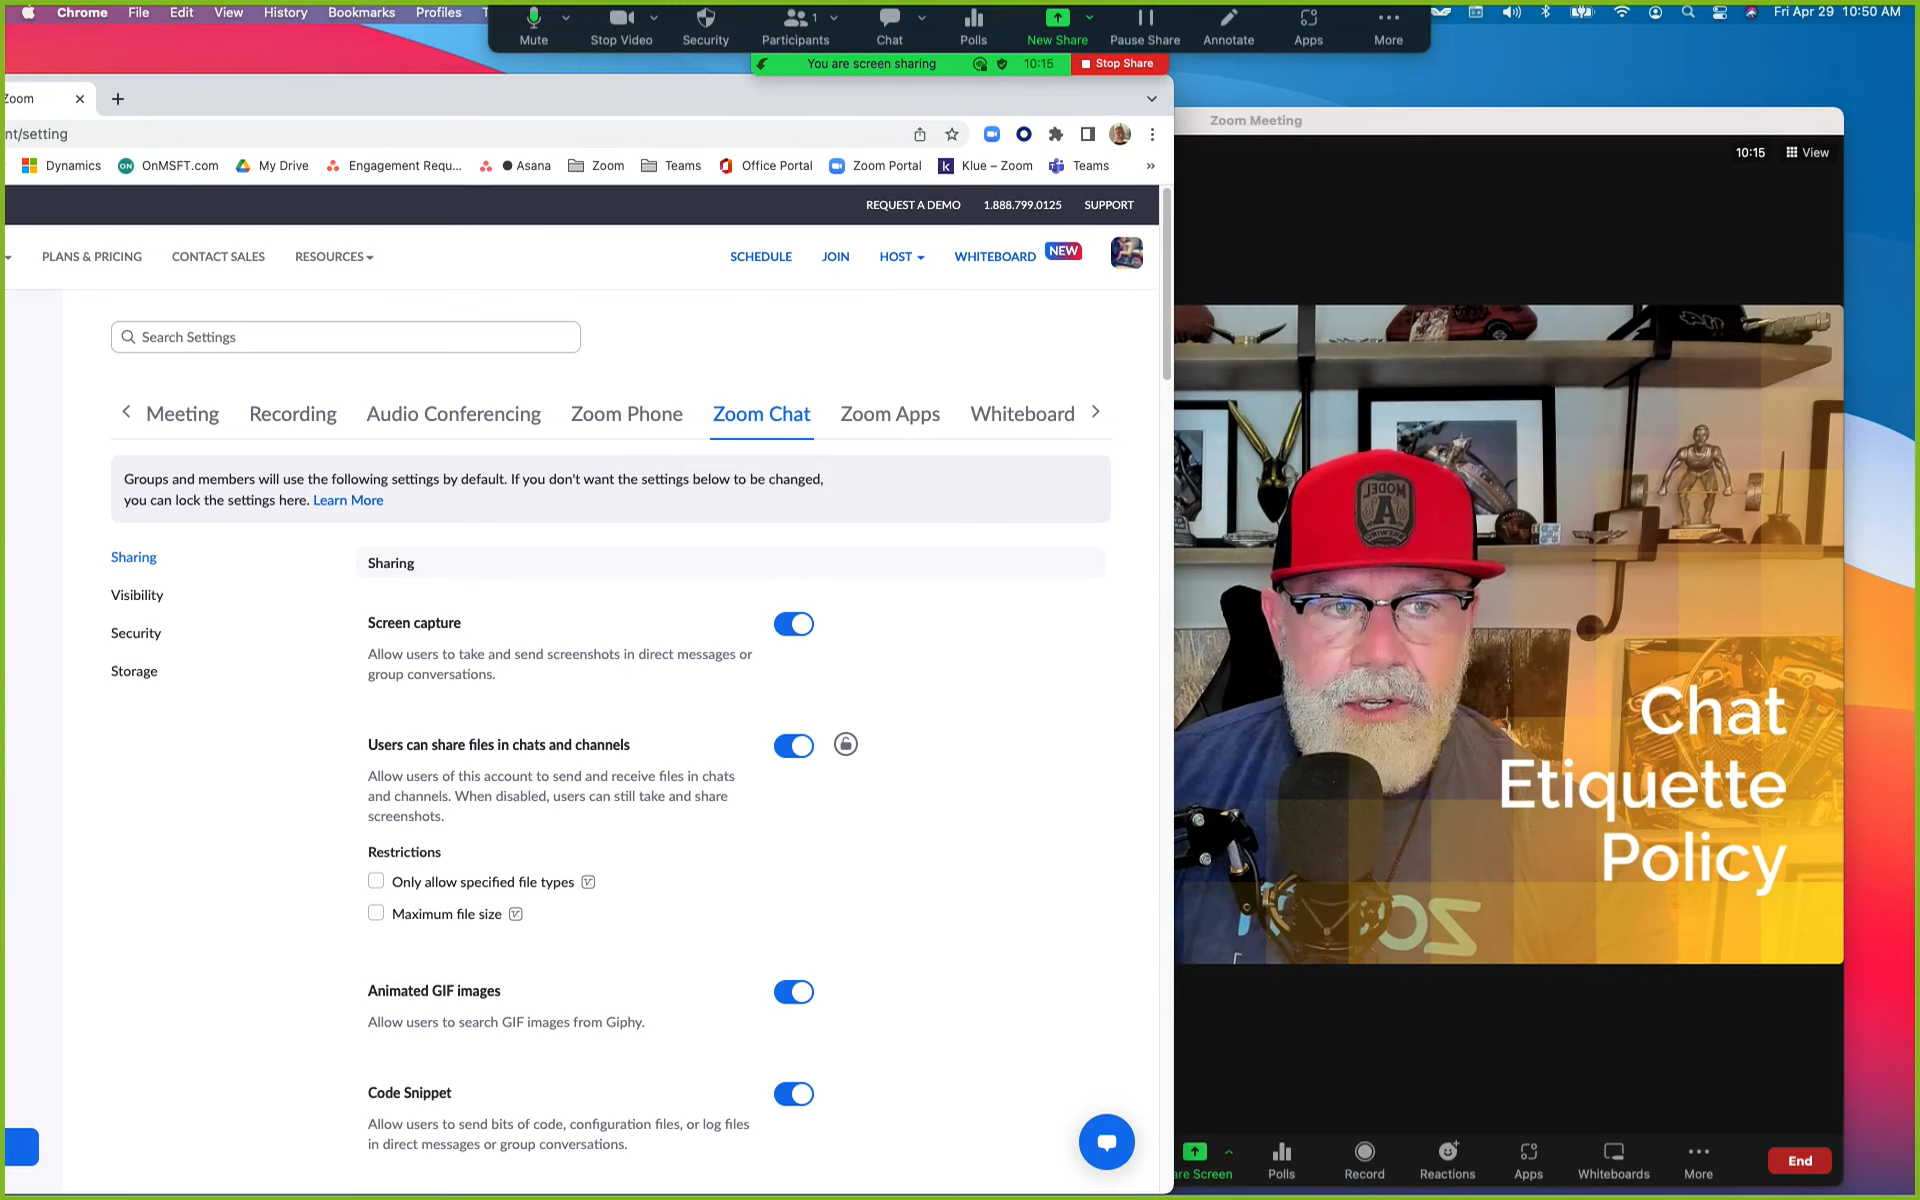 Chrome File Edit View History Bookmarks Profiles
Fri Apr 29 10:50 AM
1
Mute Stop Video Security Participants Chat Polls New Share Pause Share Annotate Apps More
You are screen sharing 10:15 Stop Share
Zoom
nt/setting
Dynamics OnMSFT.com My Drive Engagement Requ... Asana Zoom Teams Office Portal Zoom Portal Klue – Zoom Teams »
REQUEST A DEMO 1.888.799.0125 SUPPORT
PLANS & PRICING CONTACT SALES RESOURCES SCHEDULE JOIN HOST WHITEBOARD NEW
Search Settings
Meeting Recording Audio Conferencing Zoom Phone Zoom Chat Zoom Apps Whiteboard
Groups and members will use the following settings by default. If you don't want the settings below to be changed,
you can lock the settings here. Learn More
Sharing
Visibility
Security
Storage
Sharing
Screen capture
Allow users to take and send screenshots in direct messages or
group conversations.
Users can share files in chats and channels
Allow users of this account to send and receive files in chats
and channels. When disabled, users can still take and share
screenshots.
Restrictions
Only allow specified file types
Maximum file size
Animated GIF images
Allow users to search GIF images from Giphy.
Code Snippet
Allow users to send bits of code, configuration files, or log files
in direct messages or group conversations.
Zoom Meeting
10:15 View
MODEL
A
BREWING
Chat
Etiquette
Policy
are Screen Polls Record Reactions Apps Whiteboards More End